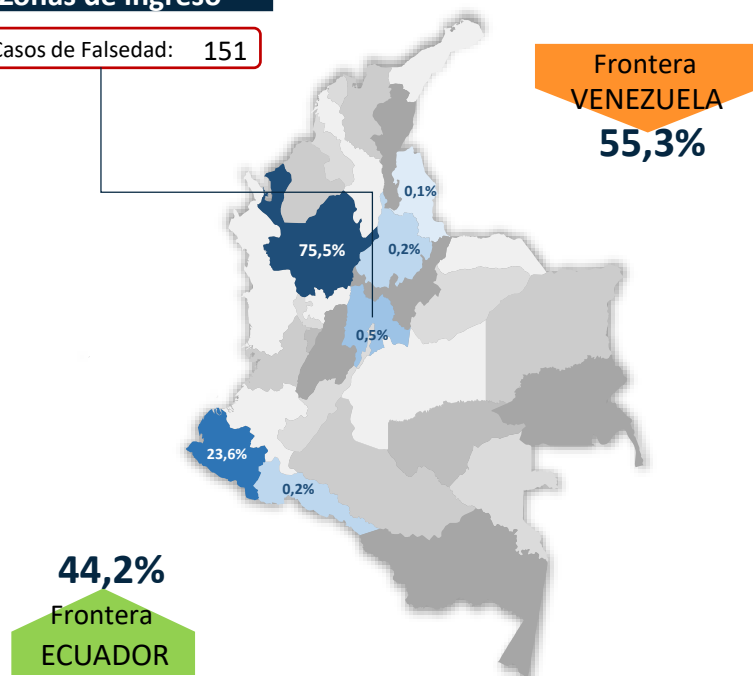 Zonas de Ingreso
Casos de Falsedad: 151
Frontera
VENEZUELA
55,3%
0,1%
75,5%
0,2%
0,5%
23,6%
0,2%
44,2%
Frontera
ECUADOR